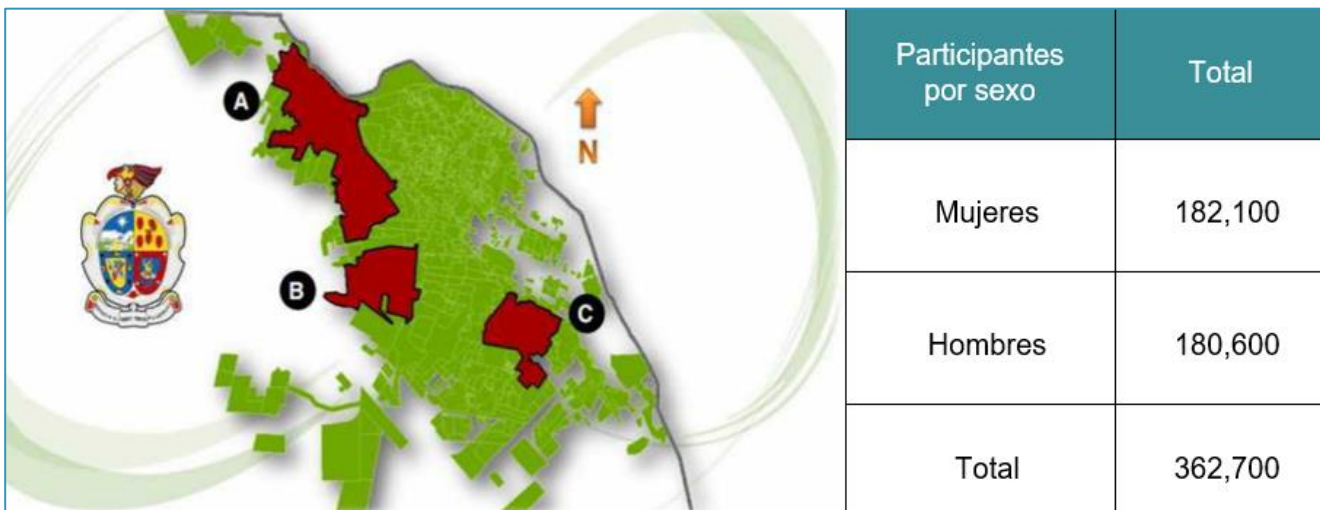 A
B
C
N
Participantes
por sexo
Total
Mujeres
182,100
Hombres
180,600
Total
362,700